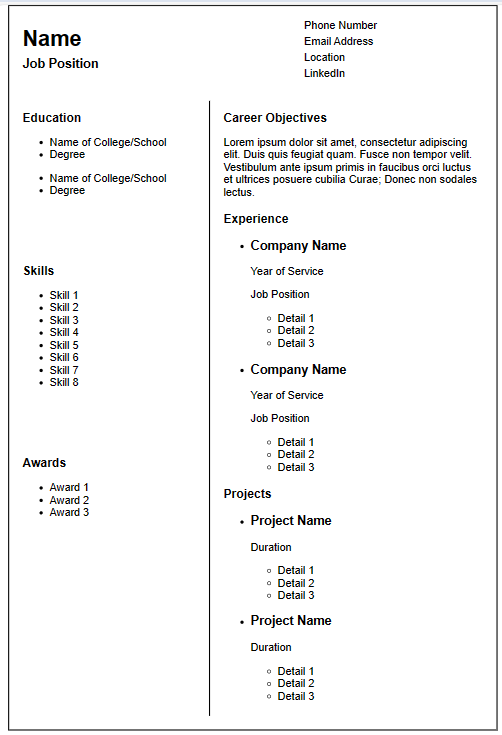 Name
Job Position
Phone Number
Email Address
Location
LinkedIn
Education
Name of College/School
Degree
Name of College/School
Degree
Skills
Skill 1
Skill 2
Skill 3
Skill 4
Skill 5
Skill 6
Skill 7
Skill 8
Awards
Award 1
Award 2
Award 3
Career Objectives
Lorem ipsum dolor sit amet, consectetur adipiscing
elit. Duis quis feugiat quam. Fusce non tempor velit.
Vestibulum ante ipsum primis in faucibus orci luctus
et ultrices posuere cubilia Curae; Donec non sodales
lectus.
Experience
Company Name
Year of Service
Job Position
Detail 1
Detail 2
Detail 3
Company Name
Year of Service
Job Position
Detail 1
Detail 2
Detail 3
Projects
Project Name
Duration
Detail 1
Detail 2
Detail 3
Project Name
Duration
Detail 1
Detail 2
Detail 3